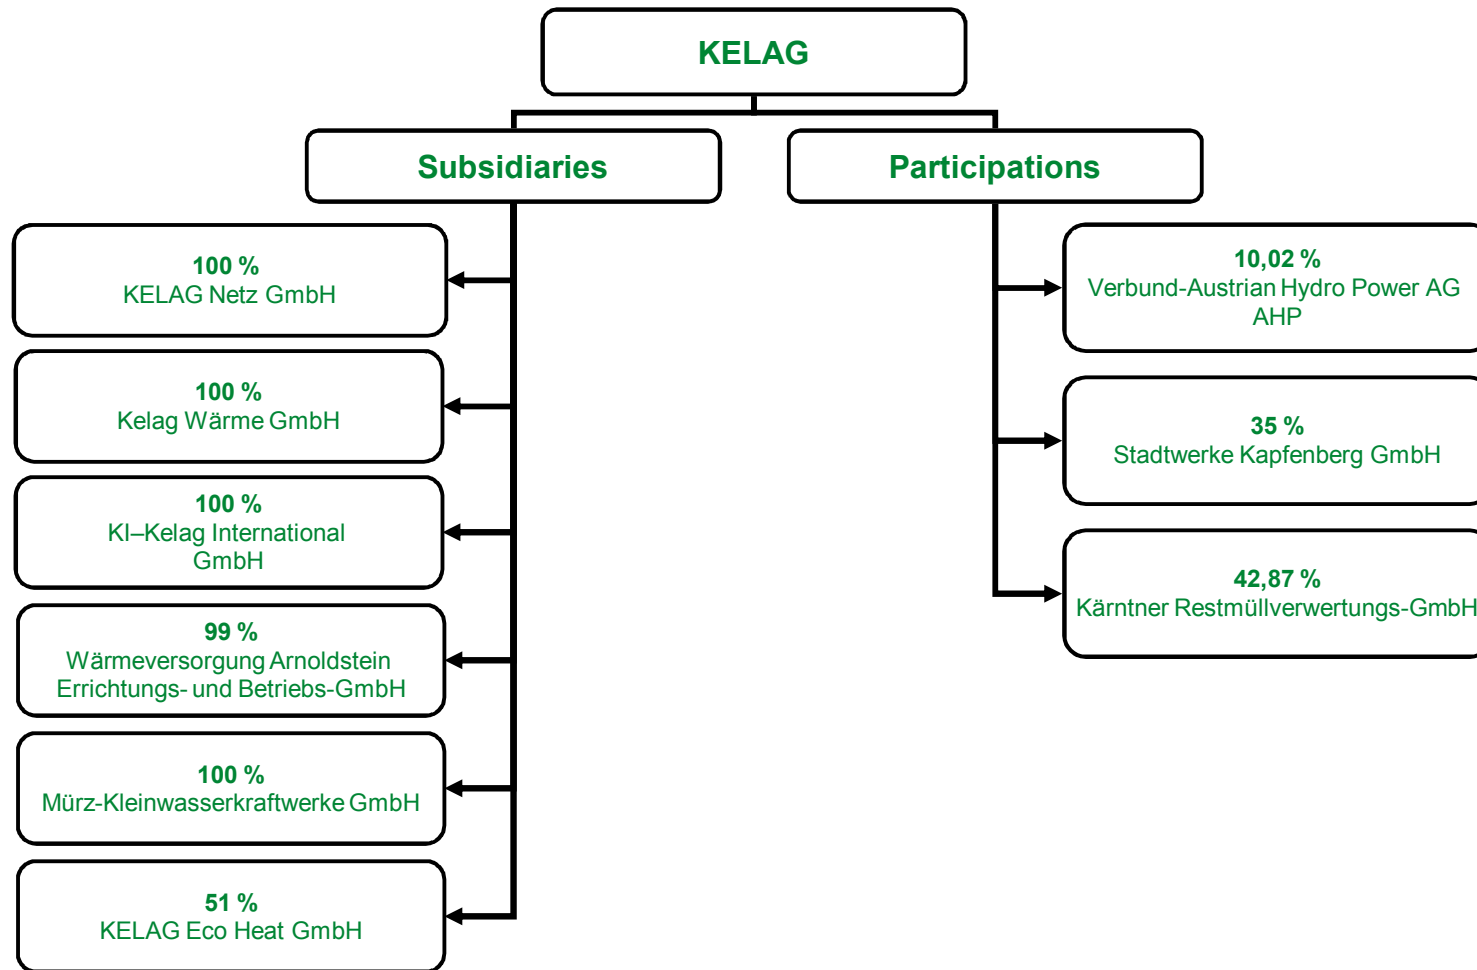 KELAG
Subsidiaries
Participations
100 %
KELAG Netz GmbH
100 %
Kelag Wärme GmbH
100 %
KI–Kelag International
GmbH
99 %
Wärmeversorgung Arnoldstein
Errichtungs- und Betriebs-GmbH
100 %
Mürz-Kleinwasserkraftwerke GmbH
51 %
KELAG Eco Heat GmbH
10,02 %
Verbund-Austrian Hydro Power AG
AHP
35 %
Stadtwerke Kapfenberg GmbH
42,87 %
Kärntner Restmüllverwertungs-GmbH